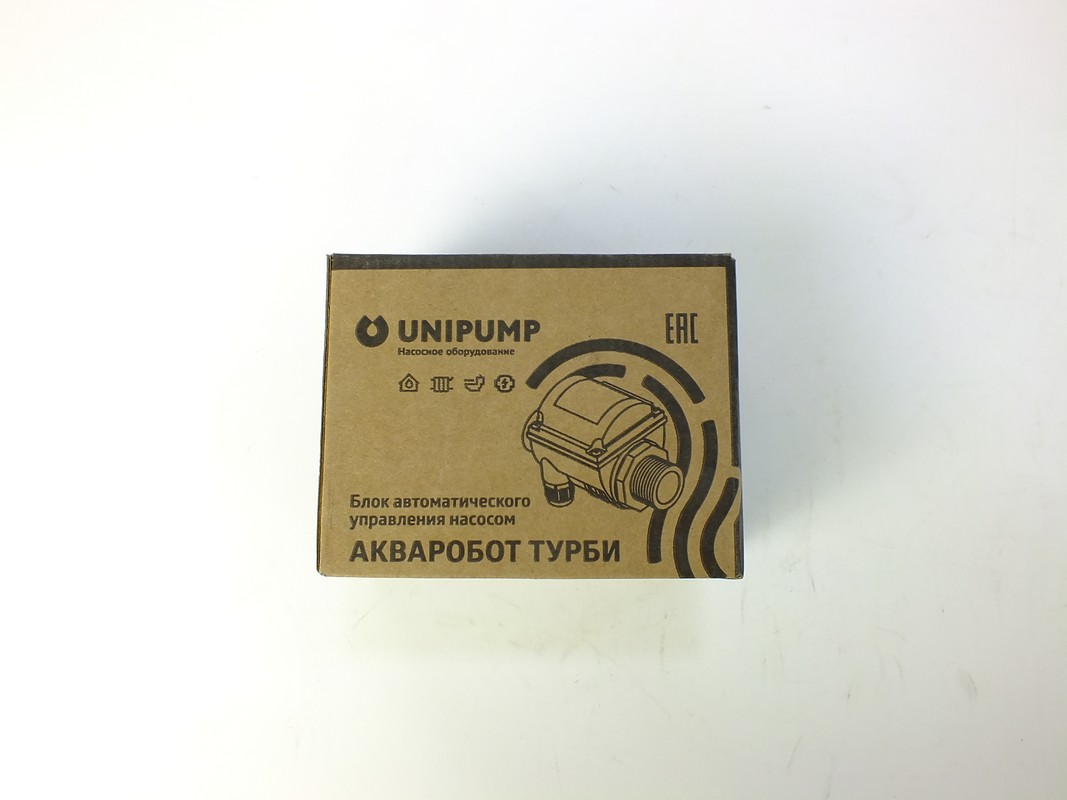 UNIPUMP
Насосное оборудование
EAC
Блок автоматического
управления насосом
АКВАРОБОТ ТУРБИ